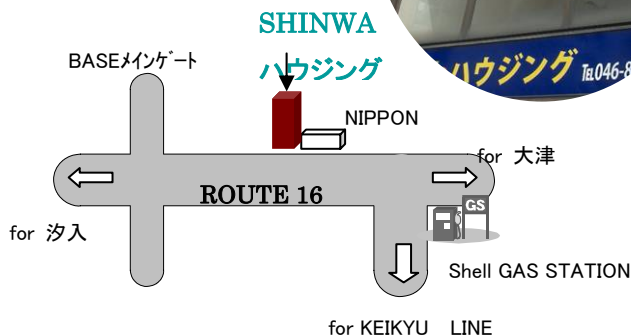 SHINWA
ハウジング
BASEメインゲート
ハウジング ℡046-8
NIPPON
for 大津
ROUTE 16
GS
for 汐入
Shell GAS STATION
for KEIKYU LINE